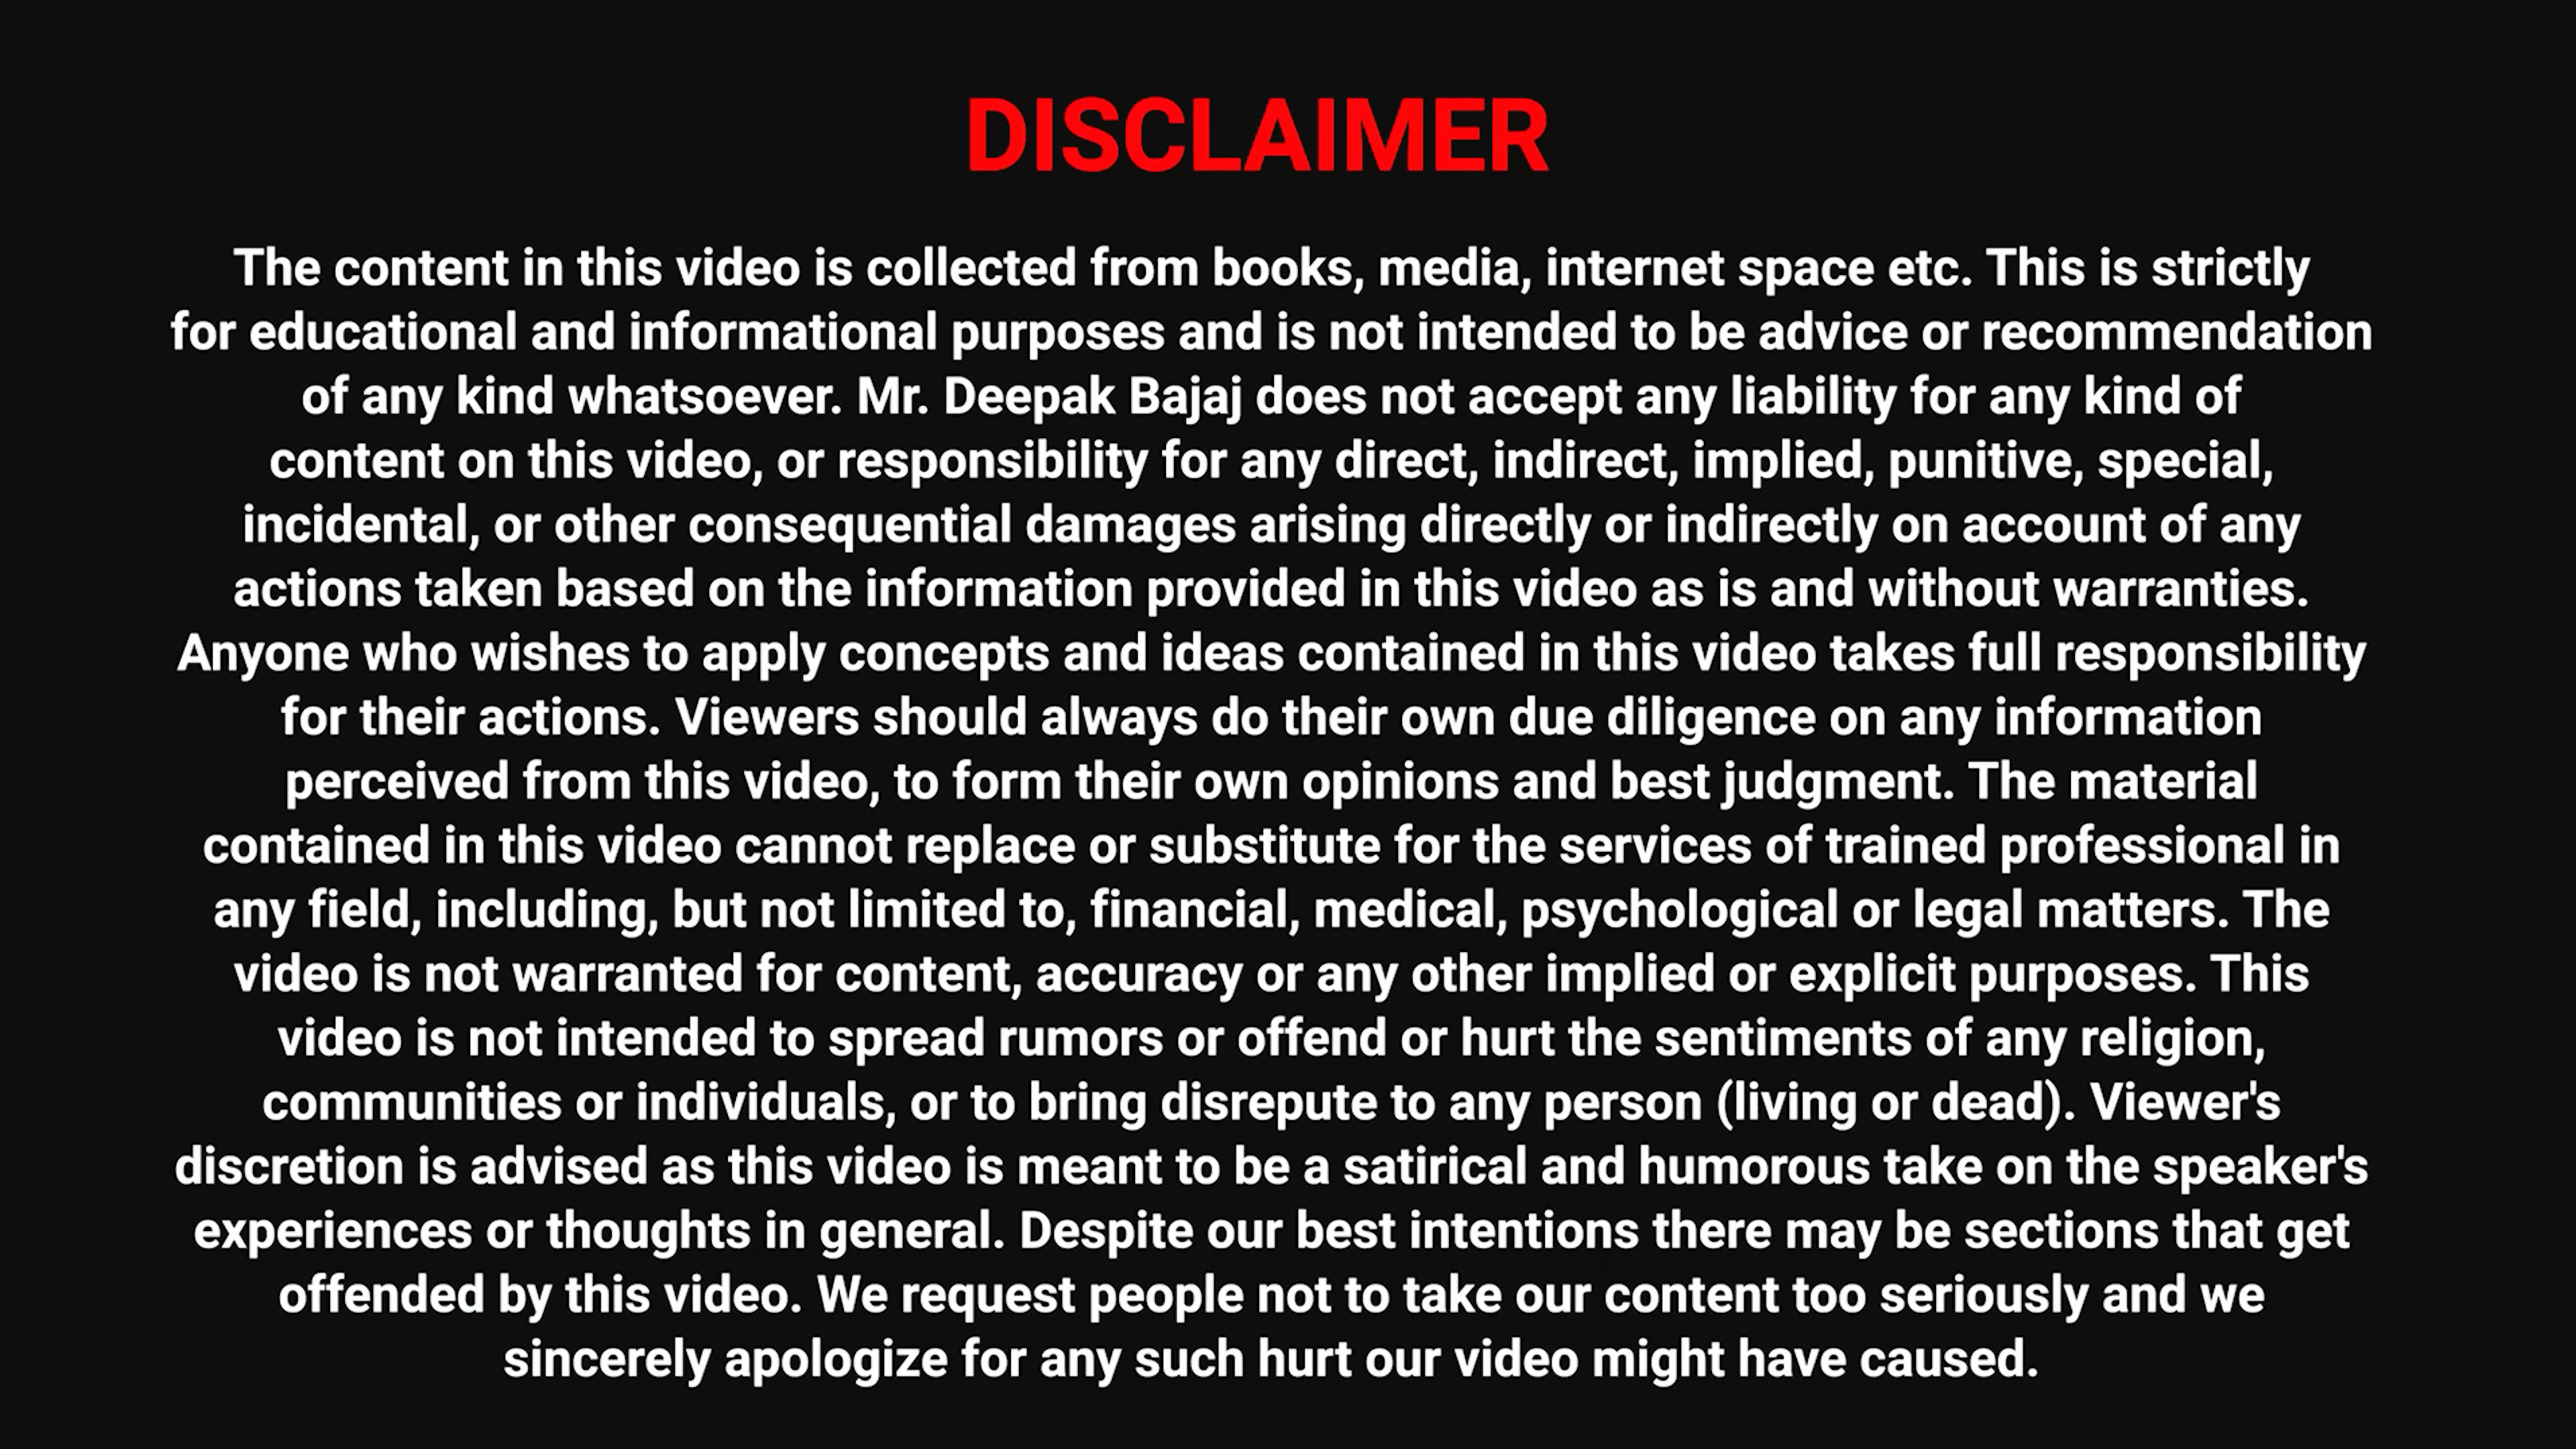 DISCLAIMER
The content in this video is collected from books, media, internet space etc. This is strictly
for educational and informational purposes and is not intended to be advice or recommendation
of any kind whatsoever. Mr. Deepak Bajaj does not accept any liability for any kind of
content on this video, or responsibility for any direct, indirect, implied, punitive, special,
incidental, or other consequential damages arising directly or indirectly on account of any
actions taken based on the information provided in this video as is and without warranties.
Anyone who wishes to apply concepts and ideas contained in this video takes full responsibility
for their actions. Viewers should always do their own due diligence on any information
perceived from this video, to form their own opinions and best judgment. The material
contained in this video cannot replace or substitute for the services of trained professional in
any field, including, but not limited to, financial, medical, psychological or legal matters. The
video is not warranted for content, accuracy or any other implied or explicit purposes. This
video is not intended to spread rumors or offend or hurt the sentiments of any religion,
communities or individuals, or to bring disrepute to any person (living or dead). Viewer's
discretion is advised as this video is meant to be a satirical and humorous take on the speaker's
experiences or thoughts in general. Despite our best intentions there may be sections that get
offended by this video. We request people not to take our content too seriously and we
sincerely apologize for any such hurt our video might have caused.